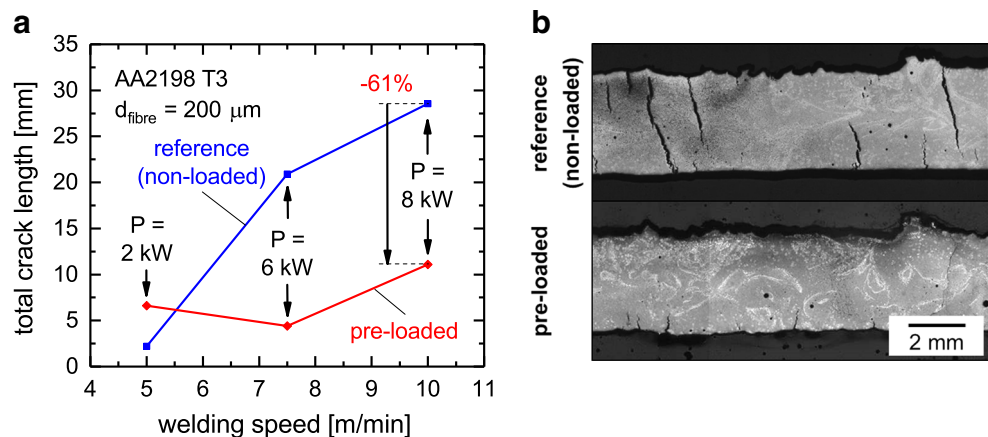 a
total crack length [mm]
35
30
25
20
15
10
5
0
AA2198 T3
d_fibre = 200 µm
reference
(non-loaded)
-61%
P =
2 kW
P =
6 kW
P =
8 kW
pre-loaded
4 5 6 7 8 9 10 11
welding speed [m/min]
b
reference
(non-loaded)
pre-loaded
2 mm